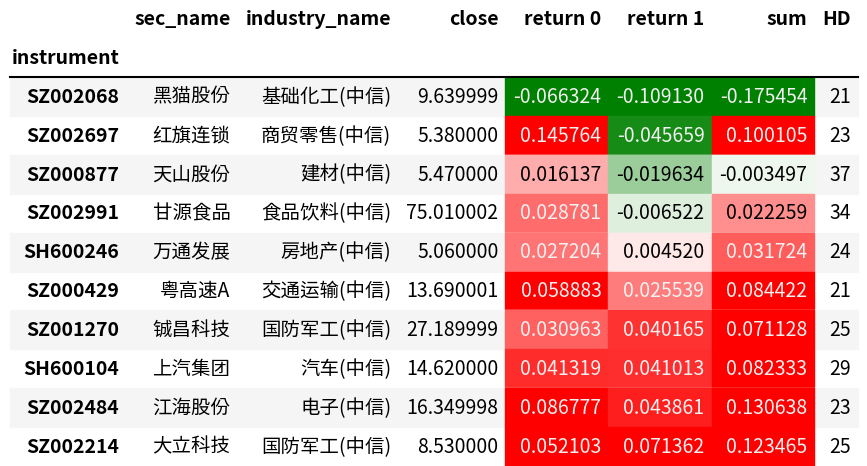 sec_name industry_name close return 0 return 1 sum HD
instrument
SZ002068 黑猫股份 基础化工(中信) 9.639999 -0.066324 -0.109130 -0.175454 21
SZ002697 红旗连锁 商贸零售(中信) 5.380000 0.145764 -0.045659 0.100105 23
SZ000877 天山股份 建材(中信) 5.470000 0.016137 -0.019634 -0.003497 37
SZ002991 甘源食品 食品饮料(中信) 75.010002 0.028781 -0.006522 0.022259 34
SH600246 万通发展 房地产(中信) 5.060000 0.027204 0.004520 0.031724 24
SZ000429 粤高速A 交通运输(中信) 13.690001 0.058883 0.025539 0.084422 21
SZ001270 铖昌科技 国防军工(中信) 27.189999 0.030963 0.040165 0.071128 25
SH600104 上汽集团 汽车(中信) 14.620000 0.041319 0.041013 0.082333 29
SZ002484 江海股份 电子(中信) 16.349998 0.086777 0.043861 0.130638 23
SZ002214 大立科技 国防军工(中信) 8.530000 0.052103 0.071362 0.123465 25